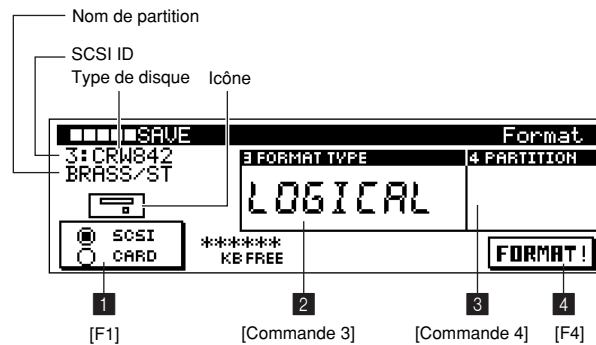 Nom de partition
SCSI ID
Type de disque Icône
SAVE Format
3:CRW842
BRASS/ST
3 FORMAT TYPE 4 PARTITION
LOGICAL
SCSI
CARD
******
KB FREE
FORMAT!
1 2 3 4
[F1] [Commande 3] [Commande 4] [F4]